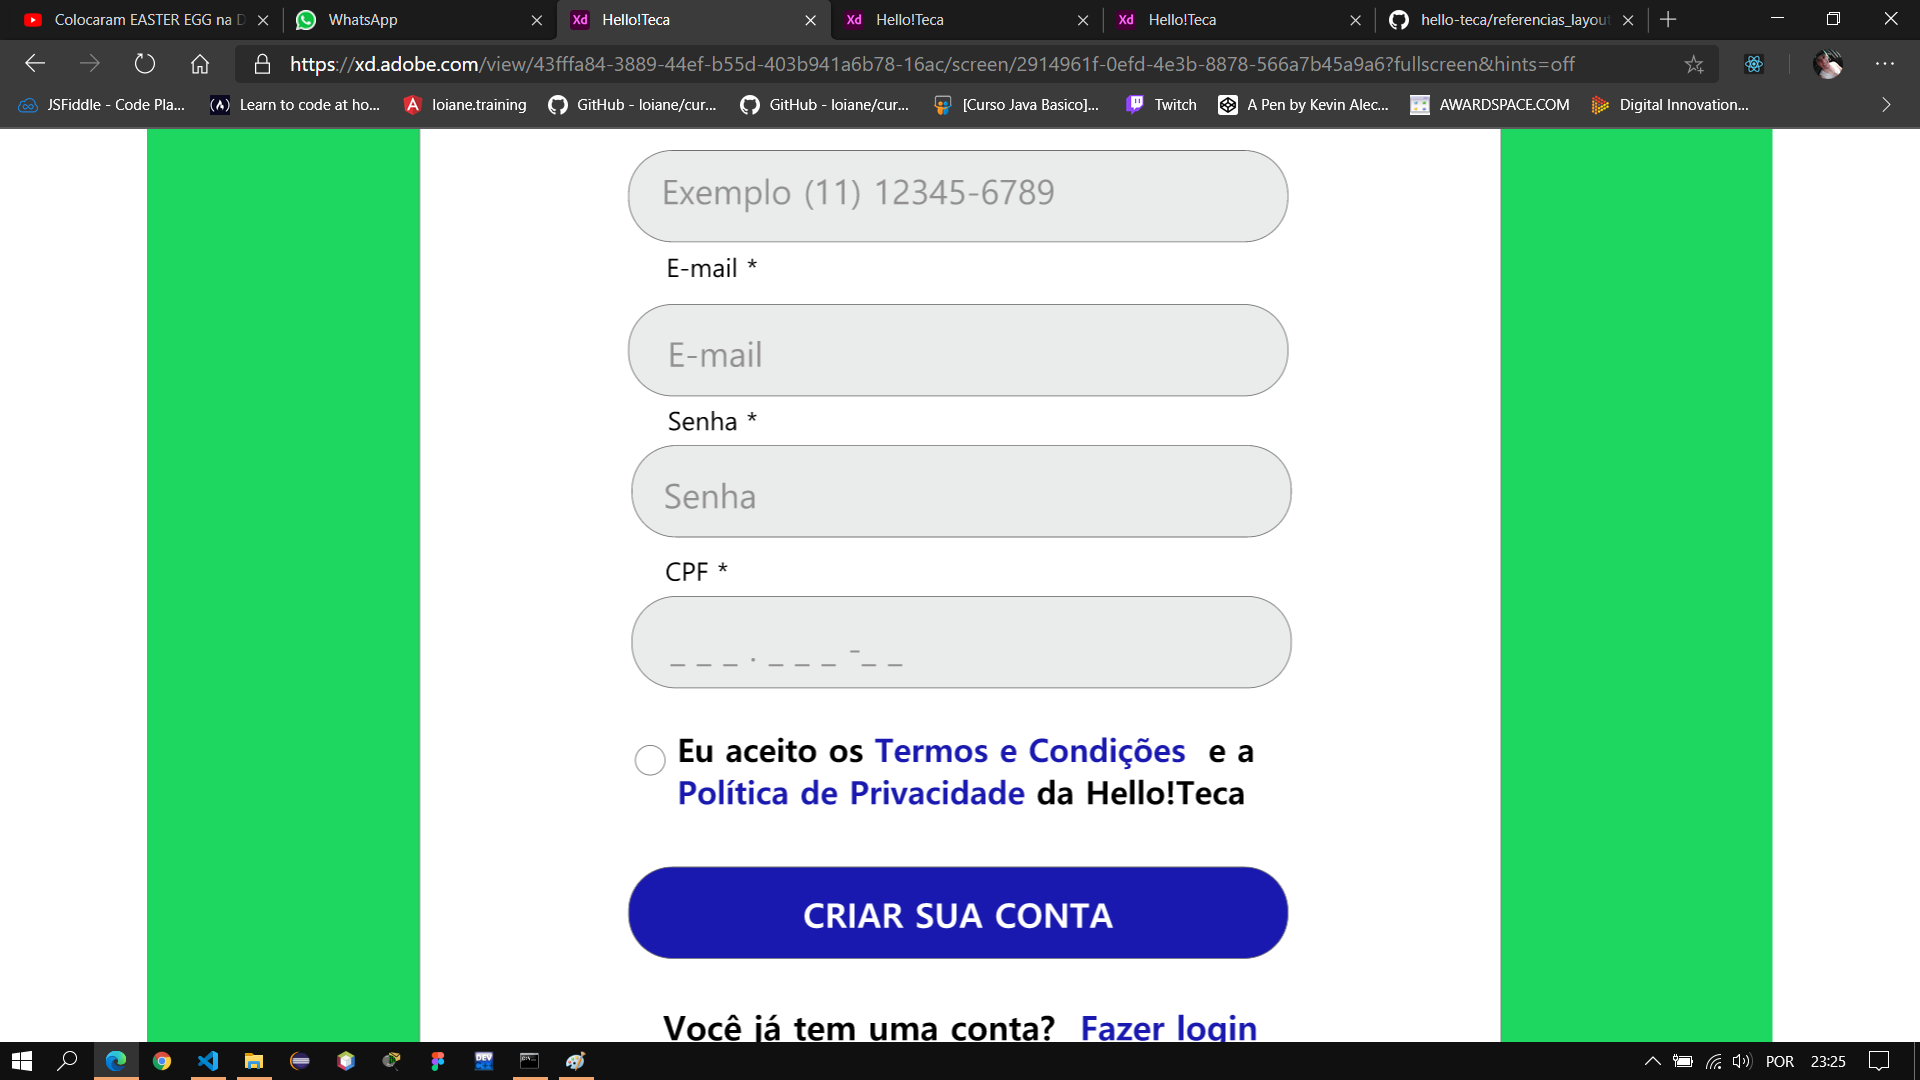 Colocaram EASTER EGG na D
WhatsApp
Xd Hello!Teca
Xd Hello!Teca
Xd Hello!Teca
hello-teca/referencias_layout
https://xd.adobe.com/view/43fffa84-3889-44ef-b55d-403b941a6b78-16ac/screen/2914961f-0efd-4e3b-8878-566a7b45a9a6?fullscreen&hints=off
JSFiddle - Code Pla...
Learn to code at ho...
loiane.training
GitHub - loiane/cur...
GitHub - loiane/cur...
[Curso Java Basico]...
Twitch
A Pen by Kevin Alec...
AWARDSPACE.COM
Digital Innovation...
Exemplo (11) 12345-6789
E-mail *
E-mail
Senha *
Senha
CPF *
_ _ _ . _ _ _ -_ _
Eu aceito os Termos e Condições e a
Política de Privacidade da Hello!Teca
CRIAR SUA CONTA
Você já tem uma conta? Fazer login
DEV
POR
23:25